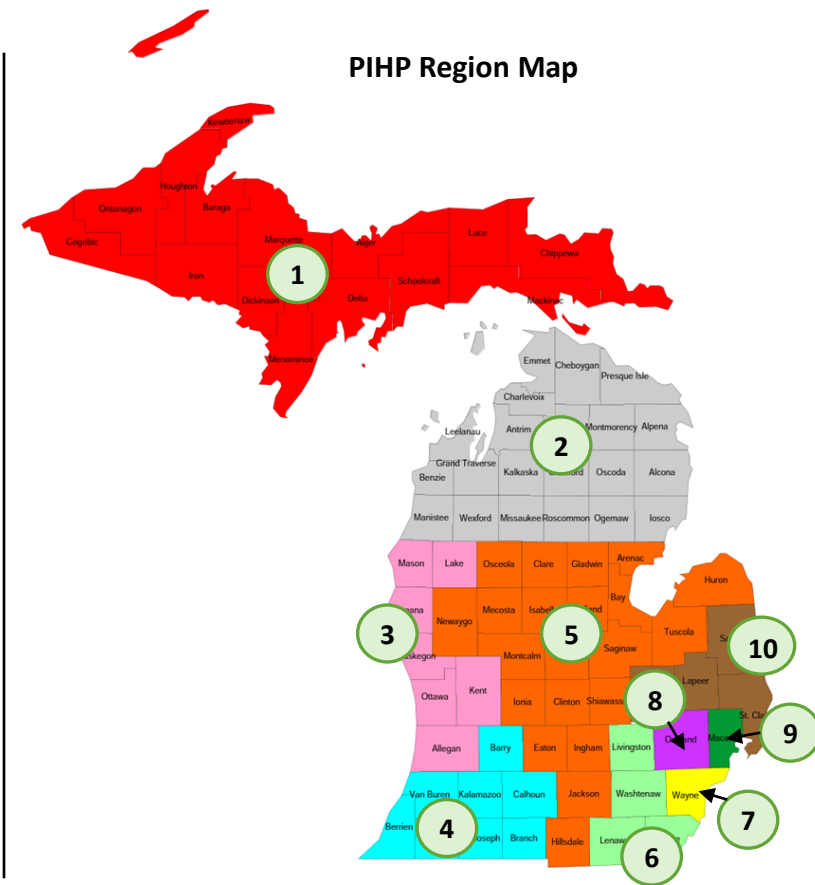 PIHP Region Map
Keweenaw
Houghton
Ontonagon
Baraga
Gogebic
Marquette
Alger
Luce
Chippewa
Iron
1
Schoolcraft
Dickinson
Delta
Mackinac
Menominee
Emmet
Cheboygan
Presque Isle
Charlevoix
Antrim
Montmorency
Alpena
Leelanau
2
Grand Traverse
Kalkaska
Oscoda
Alcona
Benzie
Manistee
Wexford
Missaukee
Roscommon
Ogemaw
Iosco
Mason
Lake
Osceola
Clare
Gladwin
Arenac
Huron
Bay
Mecosta
Newaygo
3
5
Tuscola
10
Saginaw
Montcalm
Kent
Lapeer
Ottawa
Ionia
Clinton
8
9
Allegan
Barry
Eaton
Ingham
Livingston
Van Buren
Kalamazoo
Calhoun
Jackson
Washtenaw
Wayne
7
Berrien
4
Branch
Hillsdale
6